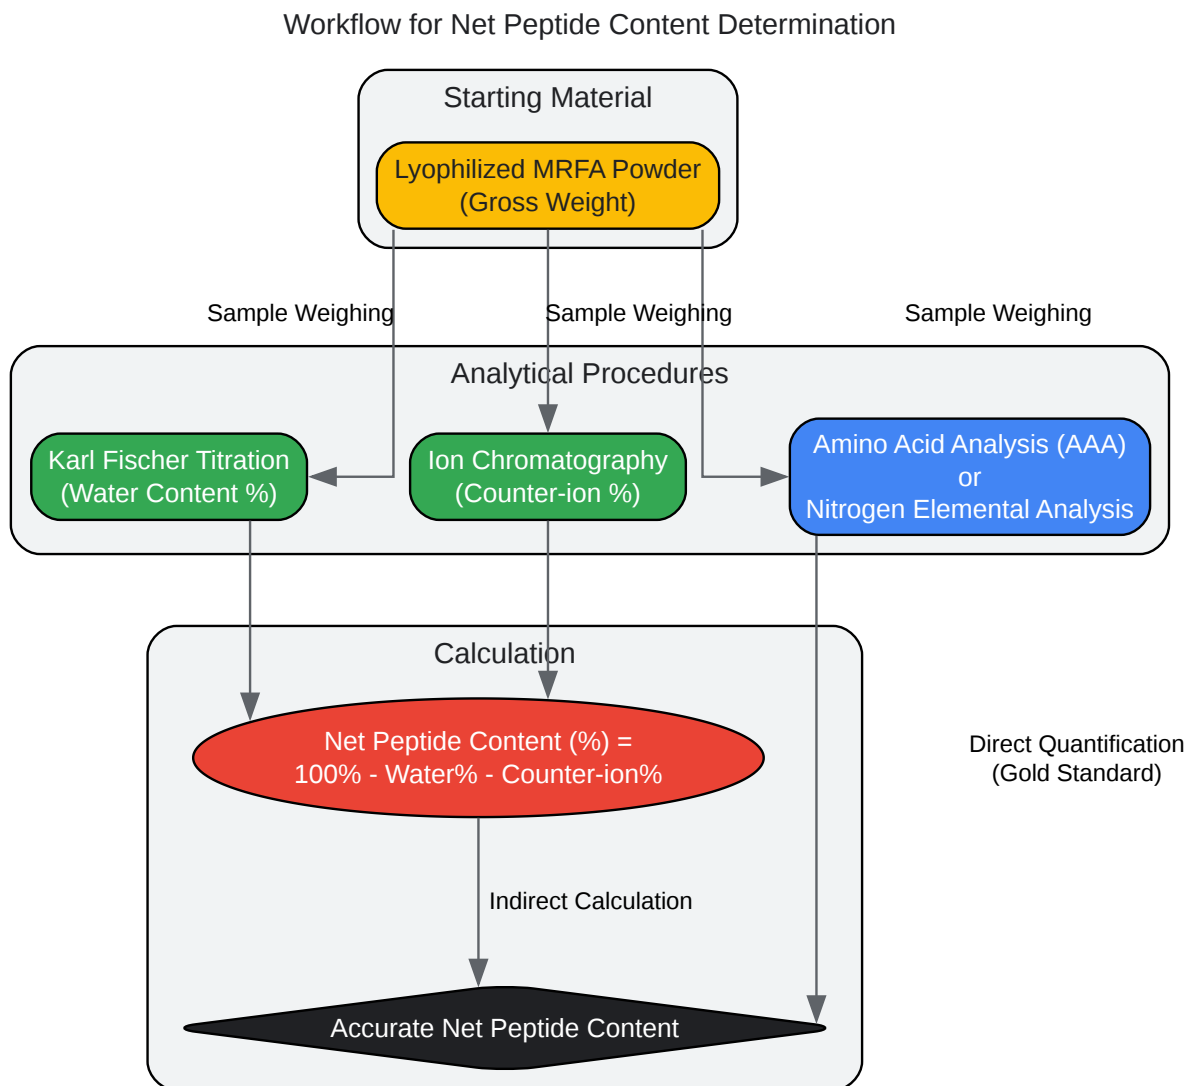 Workflow for Net Peptide Content Determination
Starting Material
Lyophilized MRFA Powder
(Gross Weight)
Sample Weighing
Sample Weighing
Sample Weighing
Analytical Procedures
Karl Fischer Titration
(Water Content %)
Ion Chromatography
(Counter-ion %)
Amino Acid Analysis (AAA)
or
Nitrogen Elemental Analysis
Calculation
Net Peptide Content (%) =
100% - Water% - Counter-ion%
Direct Quantification
(Gold Standard)
Indirect Calculation
Accurate Net Peptide Content